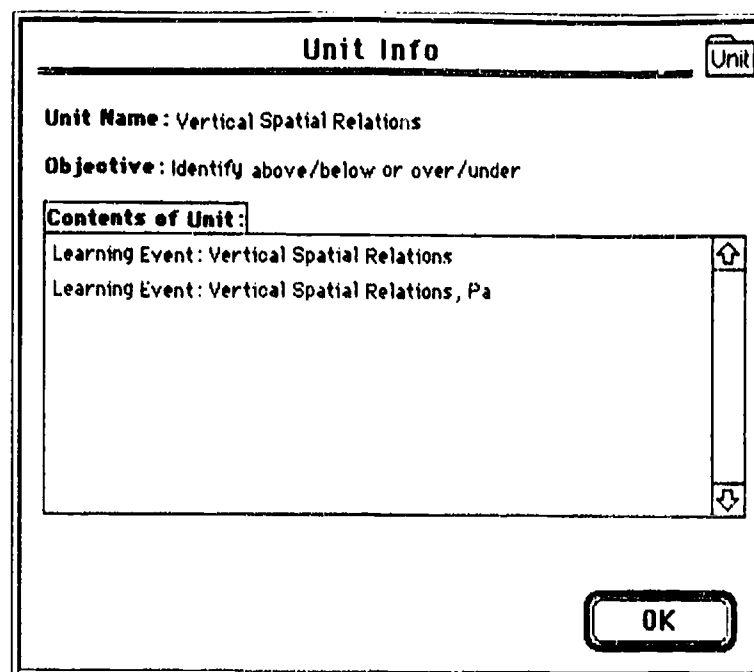 Unit Info
Unit
Unit Name: Vertical Spatial Relations
Objective: Identify above/below or over/under
Contents of Unit:
Learning Event: Vertical Spatial Relations
Learning Event: Vertical Spatial Relations, Pa
OK